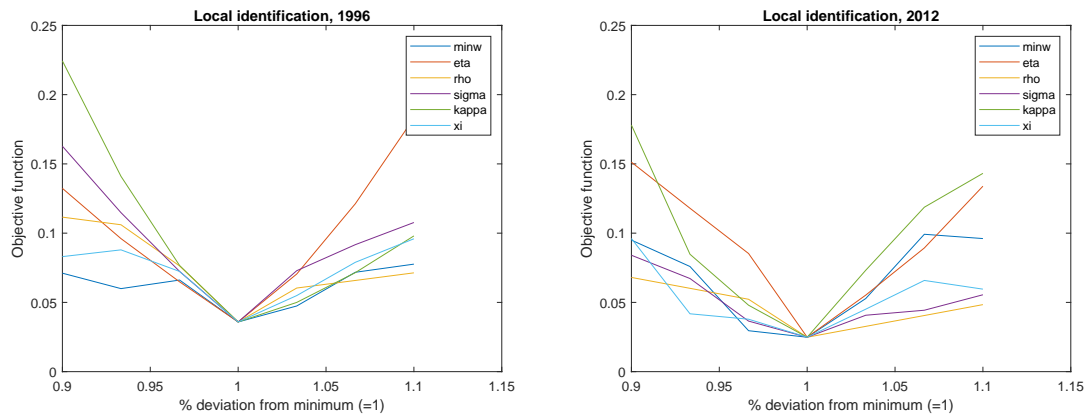 Local identification, 1996
0.25
0.2
0.15
0.1
0.05
0
Objective function
0.9
0.95
1
1.05
1.1
1.15
% deviation from minimum (=1)
minw
eta
rho
sigma
kappa
xi
Local identification, 2012
0.25
0.2
0.15
0.1
0.05
0
Objective function
0.9
0.95
1
1.05
1.1
1.15
% deviation from minimum (=1)
minw
eta
rho
sigma
kappa
xi